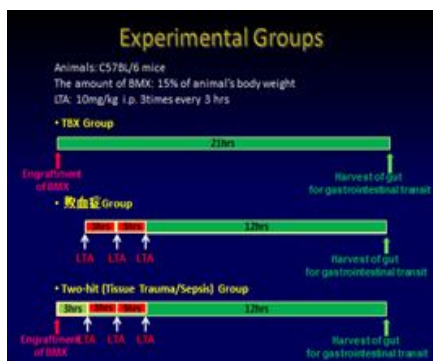 Experimental Groups
Animals: C57BL/6 mice
The amount of BMX: 15% of animal's body weight
LTA: 10mg/kg i.p. 3times every 3 hrs
• TBX Group
21hrs
Engraftment
of BMX
Harvest of gut
for gastrointestinal transit
• 敗血症Group
3hrs 3hrs 12hrs
LTA LTA LTA
Harvest of gut
for gastrointestinal transit
• Two-hit (Tissue Trauma/Sepsis) Group
3hrs 3hrs 3hrs 12hrs
Engraftment
of BMX
LTA LTA LTA
Harvest of gut
for gastrointestinal transit